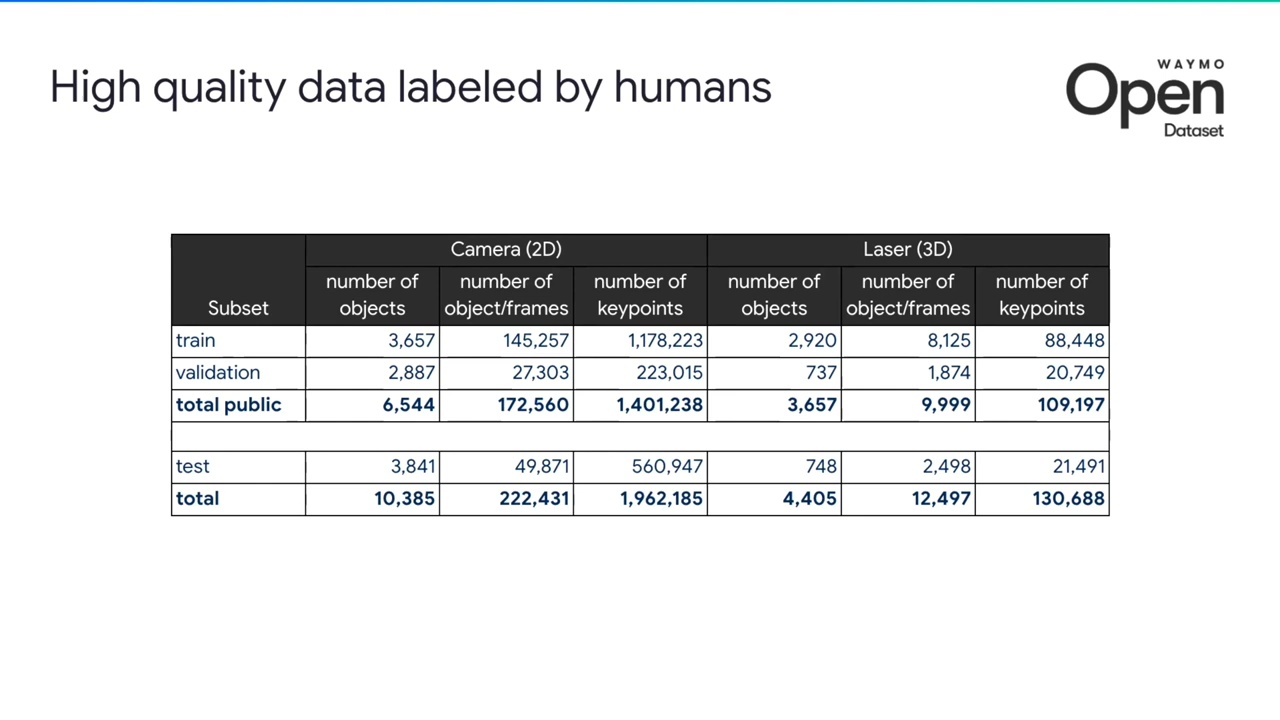 High quality data labeled by humans
WAYMO
Open
Dataset
Camera (2D) Laser (3D)
Subset number of objects number of object/frames number of keypoints number of objects number of object/frames number of keypoints
train 3,657 145,257 1,178,223 2,920 8,125 88,448
validation 2,887 27,303 223,015 737 1,874 20,749
total public 6,544 172,560 1,401,238 3,657 9,999 109,197
test 3,841 49,871 560,947 748 2,498 21,491
total 10,385 222,431 1,962,185 4,405 12,497 130,688